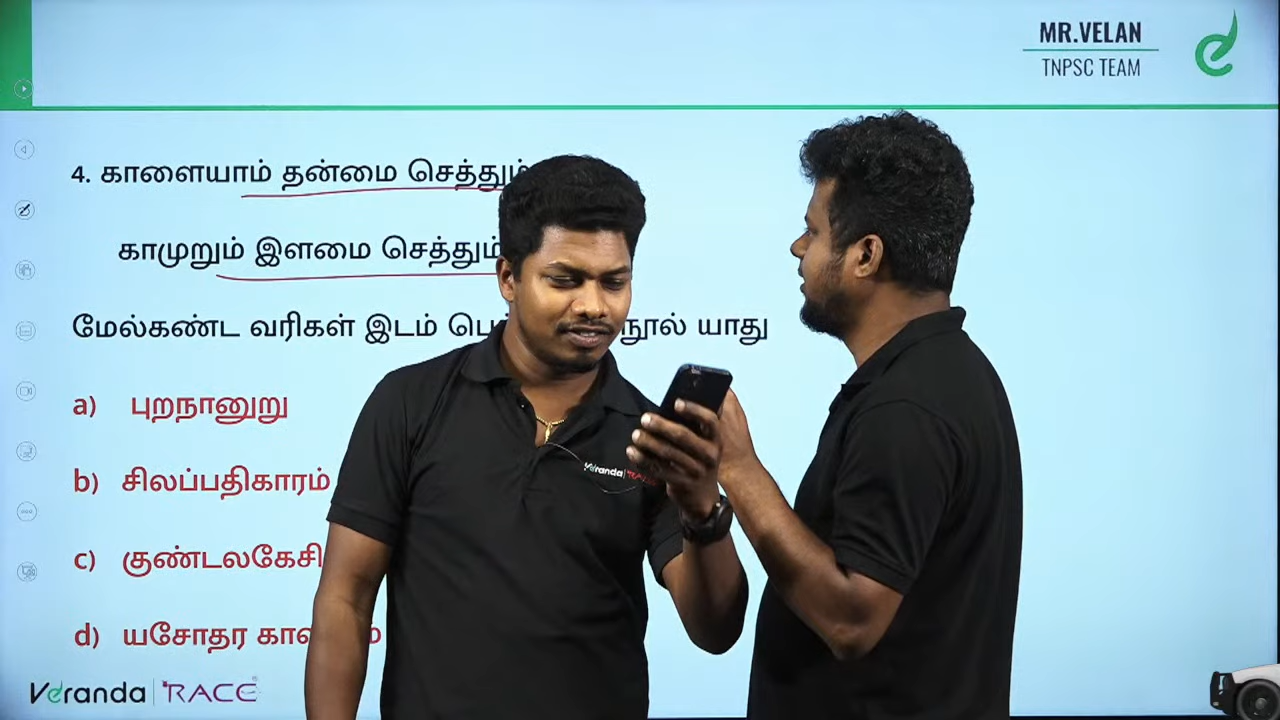 MR.VELAN
TNPSC TEAM
4. காளையாம் தன்மை செத்தும்
காமுறும் இளமை செத்தும்
மேல்கண்ட வரிகள் இடம் நூல் யாது
a) புறநானுறு
b) சிலப்பதிகாரம்
c) குண்டலகேசி
d) யசோதர
Veranda RACE
Veranda RACE